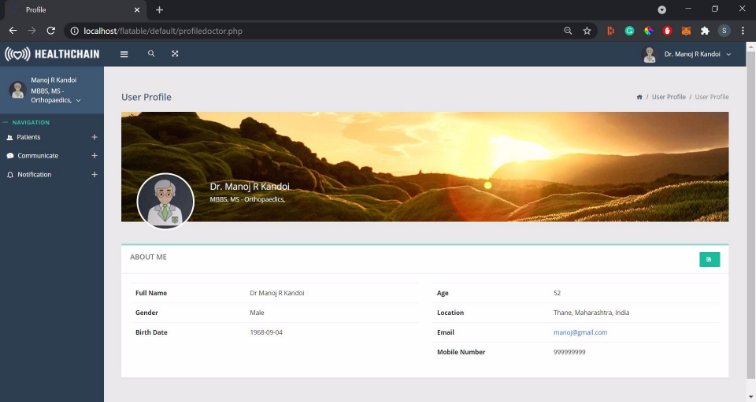 Profile
localhost/flatable/default/profiledoctor.php
S
HEALTHCHAIN
Dr. Manoj R Kandoi
Manoj R Kandoi
MBBS, MS -
Orthopaedics,
NAVIGATION
Patients
Communicate
Notification
User Profile
/ User Profile / User Profile
Dr. Manoj R Kandoi
MBBS, MS - Orthopaedics,
ABOUT ME
Full Name Dr Manoj R Kandoi
Gender Male
Birth Date 1968-09-04
Age 52
Location Thane, Maharashtra, India
Email manoj@gmail.com
Mobile Number 999999999